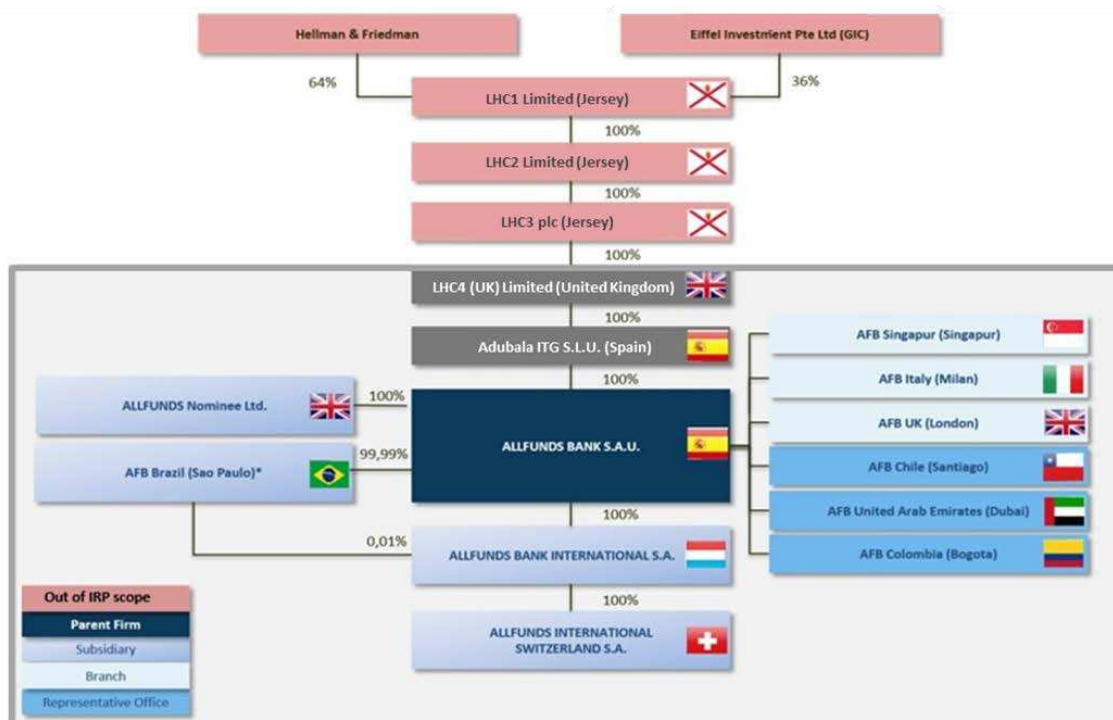 Hellman & Friedman
Eiffel Investment Pte Ltd (GIC)
64%
36%
LHC1 Limited (Jersey)
100%
LHC2 Limited (Jersey)
100%
LHC3 plc (Jersey)
100%
LHC4 (UK) Limited (United Kingdom)
100%
Adubala ITG S.L.U. (Spain)
100%
AFB Singapur (Singapur)
AFB Italy (Milan)
AFB UK (London)
AFB Chile (Santiago)
AFB United Arab Emirates (Dubai)
AFB Colombia (Bogota)
ALLFUNDS Nominee Ltd.
100%
ALLFUNDS BANK S.A.U.
AFB Brazil (Sao Paulo)*
99,99%
100%
0,01%
ALLFUNDS BANK INTERNATIONAL S.A.
100%
ALLFUNDS INTERNATIONAL
SWITZERLAND S.A.
Out of IRP scope
Parent Firm
Subsidiary
Branch
Representative Office